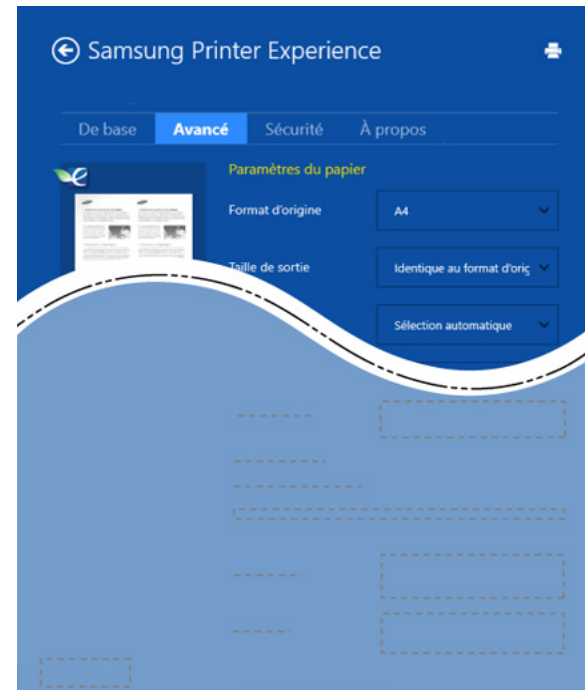 Samsung Printer Experience
De base Avancé Sécurité À propos
Paramètres du papier
Format d'origine A4
Taille de sortie Identique au format d'orig
Sélection automatique